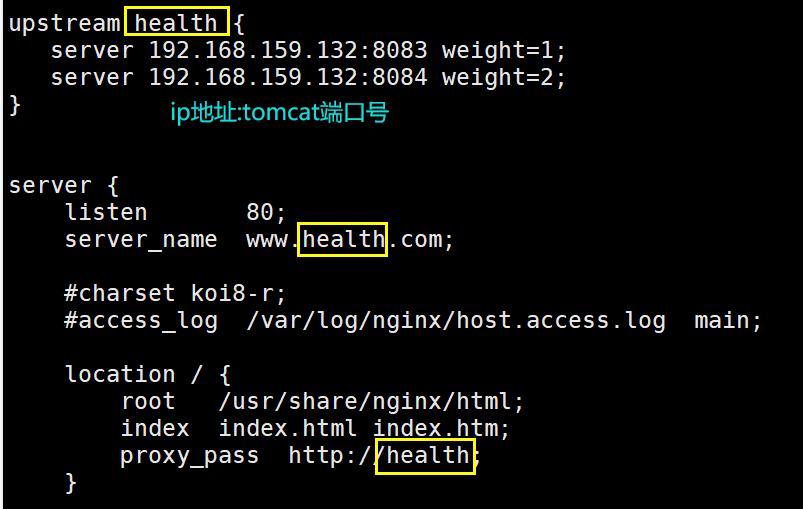 upstream health {
server 192.168.159.132:8083 weight=1;
server 192.168.159.132:8084 weight=2;
}
ip地址:tomcat端口号
server {
listen 80;
server_name www.health.com;
#charset koi8-r;
#access_log /var/log/nginx/host.access.log main;
location / {
root /usr/share/nginx/html;
index index.html index.htm;
proxy_pass http://health;
}